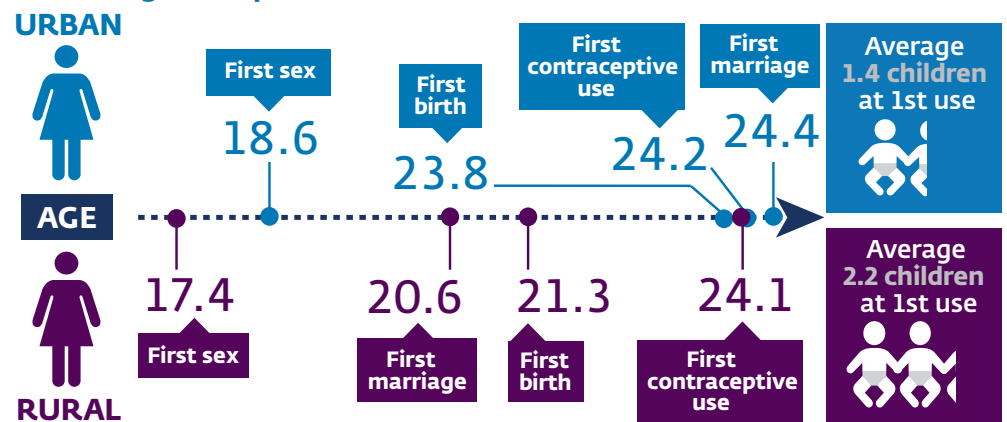 URBAN
First sex
18.6
First
birth
23.8
First
contraceptive
use
24.2
First
marriage
24.4
Average
1.4 children
at 1st use
AGE
17.4
First sex
20.6
First
marriage
21.3
First
birth
24.1
First
contraceptive
use
Average
2.2 children
at 1st use
RURAL